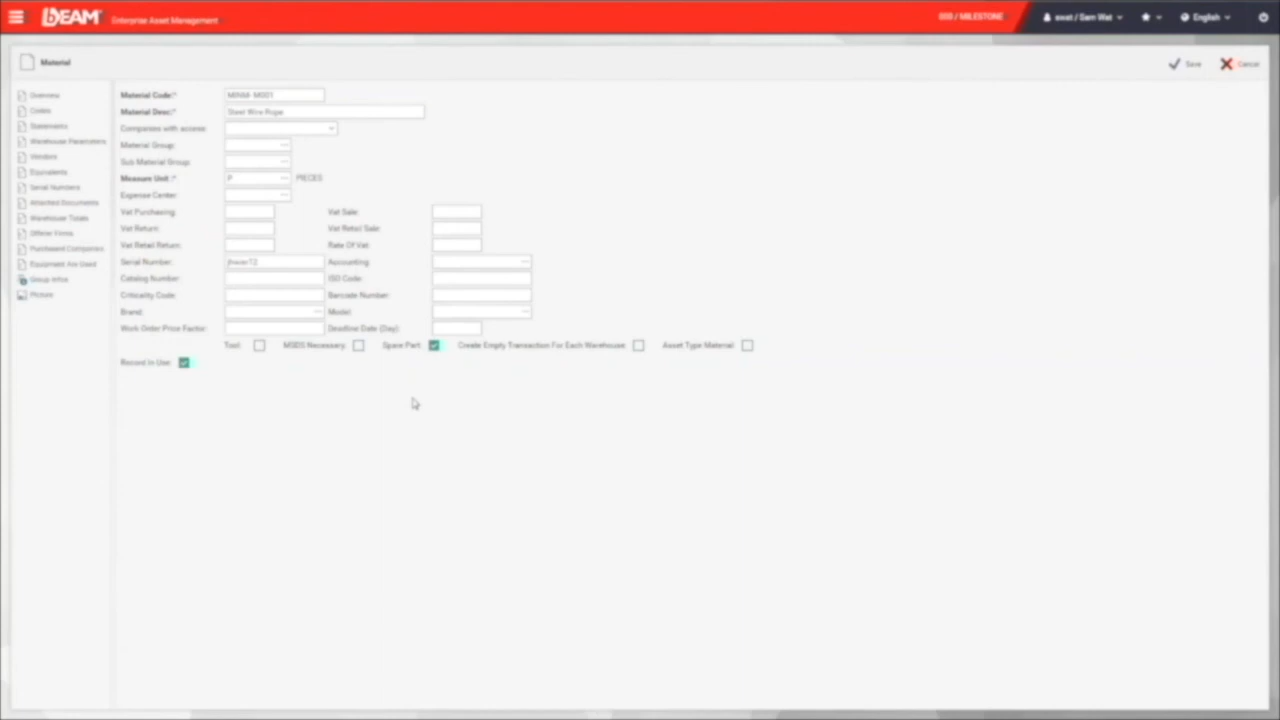 bEAM Enterprise Asset Management
/ MILESTONE
/ Sam Wei
English
Material
Save
Cancel
Overview
Codes
Statements
Warehouse Parameters
Vendors
Equivalents
Serial Numbers
Attached Documents
Warehouse Totals
Offerer Firms
Purchased Companies
Equipment Are Used
Group Infos
Picture
Material Code:*
Material Desc:* Steel Wire Rope
Companies with access:
Material Group:
Sub Material Group:
Measure Unit :* P PIECES
Expense Center:
Vat Purchasing: Vat Sale:
Vat Return: Vat Retail Sale:
Vat Retail Return: Rate Of Vat:
Serial Number: Accounting:
Catalog Number: ISO Code:
Criticality Code: Barcode Number:
Brand: Model:
Work Order Price Factor: Deadline Date (Day):
Tool: MSDS Necessary: Spare Part: Create Empty Transaction For Each Warehouse: Asset Type Material:
Record In Use: